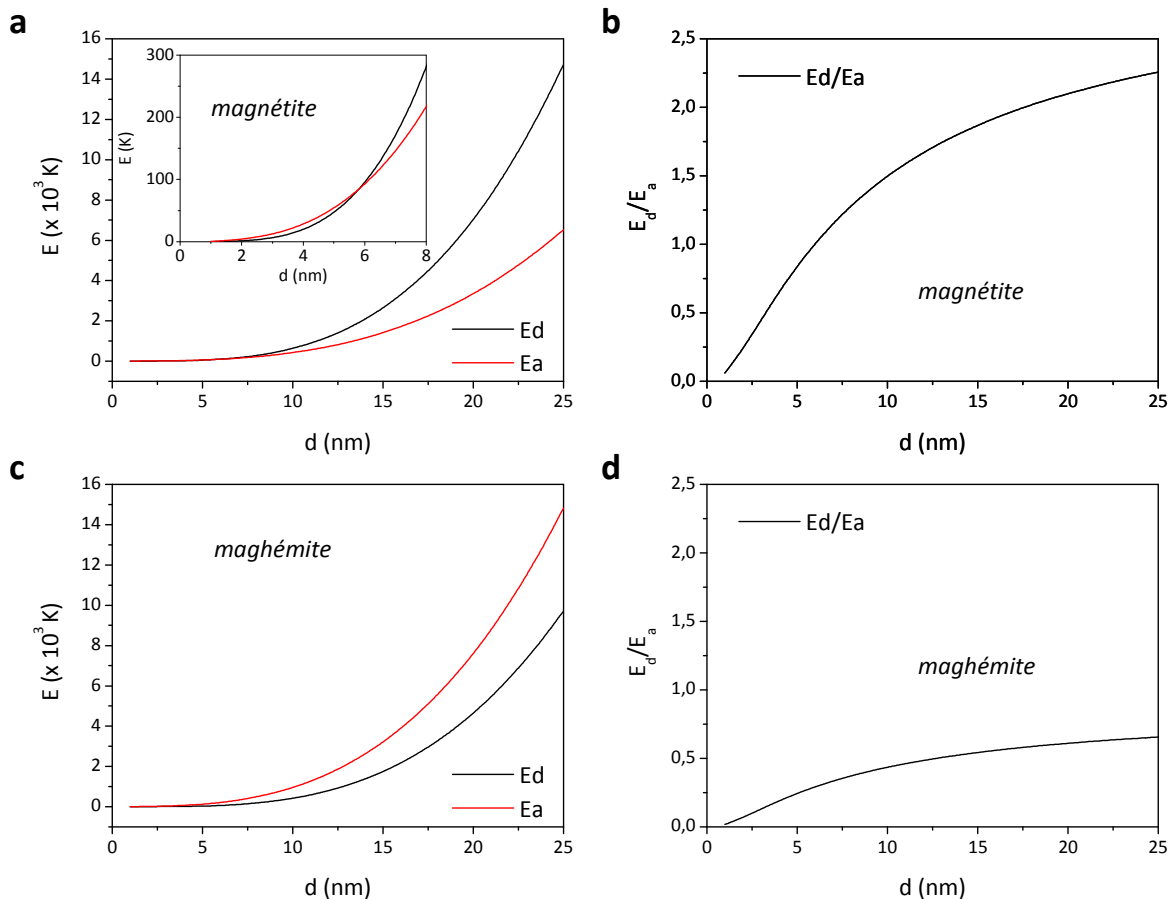 a
16
14
12
10
8
6
4
2
0
E (x 10³ K)
0 5 10 15 20 25
d (nm)
300
200
100
0
E (K)
magnétite
0 2 4 6 8
d (nm)
Ed
Ea
b
2,5
2,0
1,5
1,0
0,5
0,0
Ed/Ea
Ed/Ea
magnétite
0 5 10 15 20 25
d (nm)
c
16
14
12
10
8
6
4
2
0
E (x 10³ K)
maghémite
Ed
Ea
0 5 10 15 20 25
d (nm)
d
2,5
2,0
1,5
1,0
0,5
0,0
Ed/Ea
Ed/Ea
maghémite
0 5 10 15 20 25
d (nm)